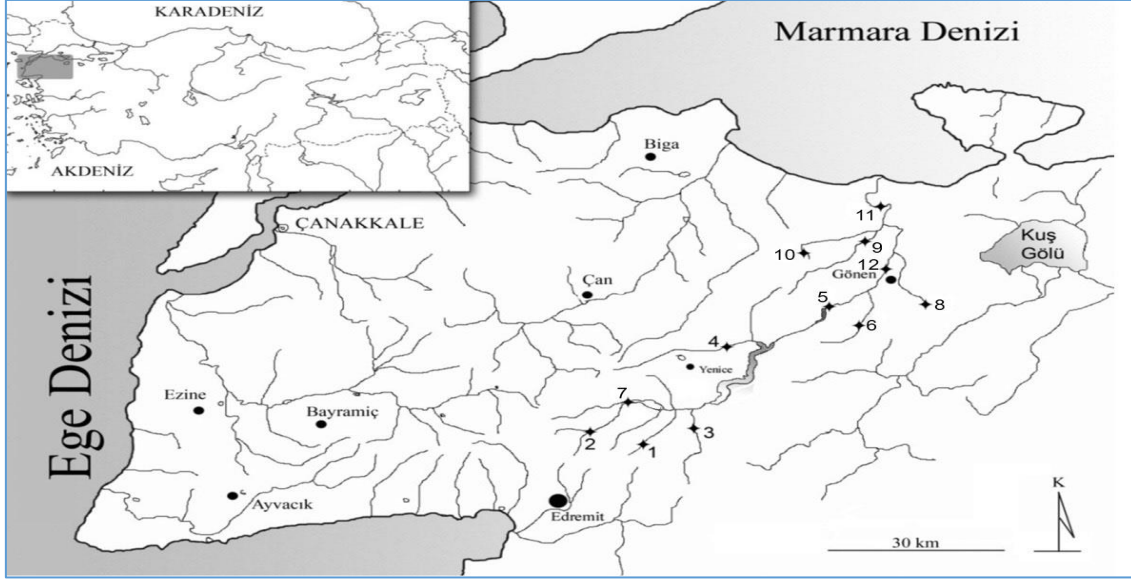 KARADENİZ
AKDENİZ
Marmara Denizi
Biga
ÇANAKKALE
11
Kuş
Gölü
10
9
12
Gönen
Çan
5
8
6
4
Yenice
Ege Denizi
Ezine
Bayramiç
7
2
1
3
K
Ayvacık
Edremit
30 km